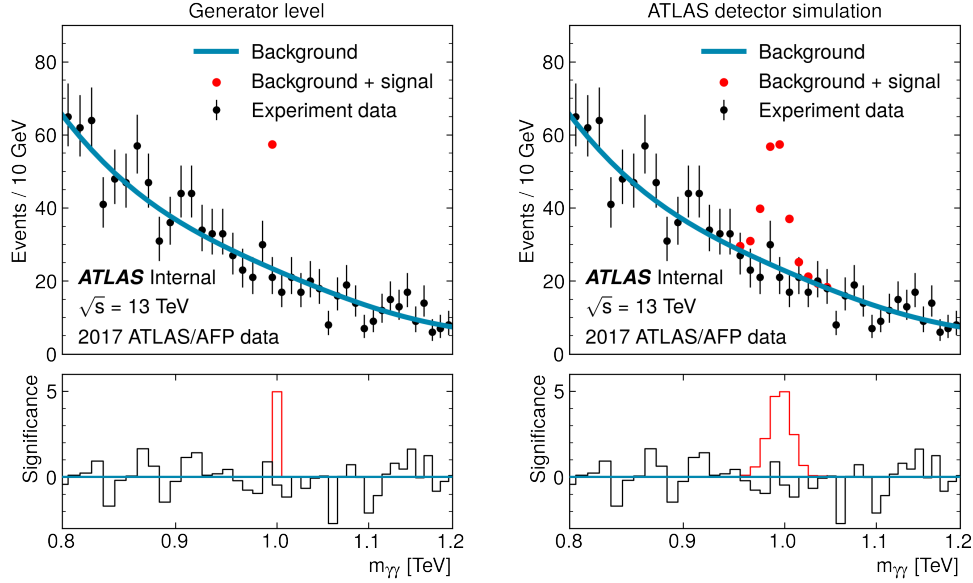 Generator level
Events / 10 GeV
80
60
40
20
0
Background
Background + signal
Experiment data
ATLAS Internal
√s = 13 TeV
2017 ATLAS/AFP data
Significance
5
0
0.8 0.9 1.0 1.1 1.2
mγγ [TeV]
ATLAS detector simulation
Events / 10 GeV
80
60
40
20
0
Background
Background + signal
Experiment data
ATLAS Internal
√s = 13 TeV
2017 ATLAS/AFP data
Significance
5
0
0.8 0.9 1.0 1.1 1.2
mγγ [TeV]